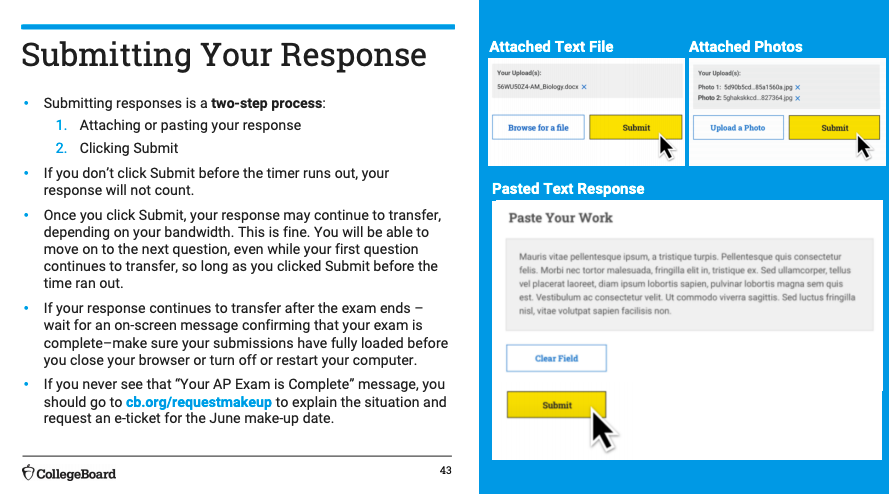 Submitting Your Response
• Submitting responses is a two-step process:
1. Attaching or pasting your response
2. Clicking Submit
• If you don’t click Submit before the timer runs out, your
response will not count.
• Once you click Submit, your response may continue to transfer,
depending on your bandwidth. This is fine. You will be able to
move on to the next question, even while your first question
continues to transfer, so long as you clicked Submit before the
time ran out.
• If your response continues to transfer after the exam ends –
wait for an on-screen message confirming that your exam is
complete–make sure your submissions have fully loaded before
you close your browser or turn off or restart your computer.
• If you never see that “Your AP Exam is Complete” message, you
should go to cb.org/requestmakeup to explain the situation and
request an e-ticket for the June make-up date.
CollegeBoard
43
Attached Text File
Your Upload(s):
56WU50Z4-AM_Biology.docx ×
Browse for a file
Submit
Attached Photos
Your Upload(s):
Photo 1: 5d90b5cd...85a1560a.jpg ×
Photo 2: 5ghakskkcd...827364.jpg ×
Upload a Photo
Submit
Pasted Text Response
Paste Your Work
Mauris vitae pellentesque ipsum, a tristique turpis. Pellentesque quis consectetur
felis. Morbi nec tortor malesuada, fringilla elit in, tristique ex. Sed ullamcorper, tellus
vel placerat laoreet, diam ipsum lobortis sapien, pulvinar lobortis magna sem quis
est. Vestibulum ac consectetur velit. Ut commodo viverra sagittis. Sed luctus fringilla
nisl, vitae volutpat sapien facilisis non.
Clear Field
Submit